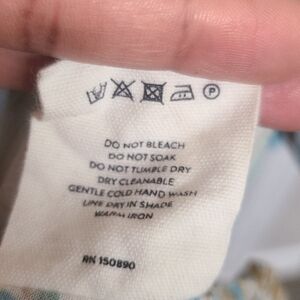 P
DO NOT BLEACH
DO NOT SOAK
DO NOT TUMBLE DRY
DRY CLEANABLE
GENTLE COLD HAND WASH
LINE DRY IN SHADE
WARM IRON
RN 150890